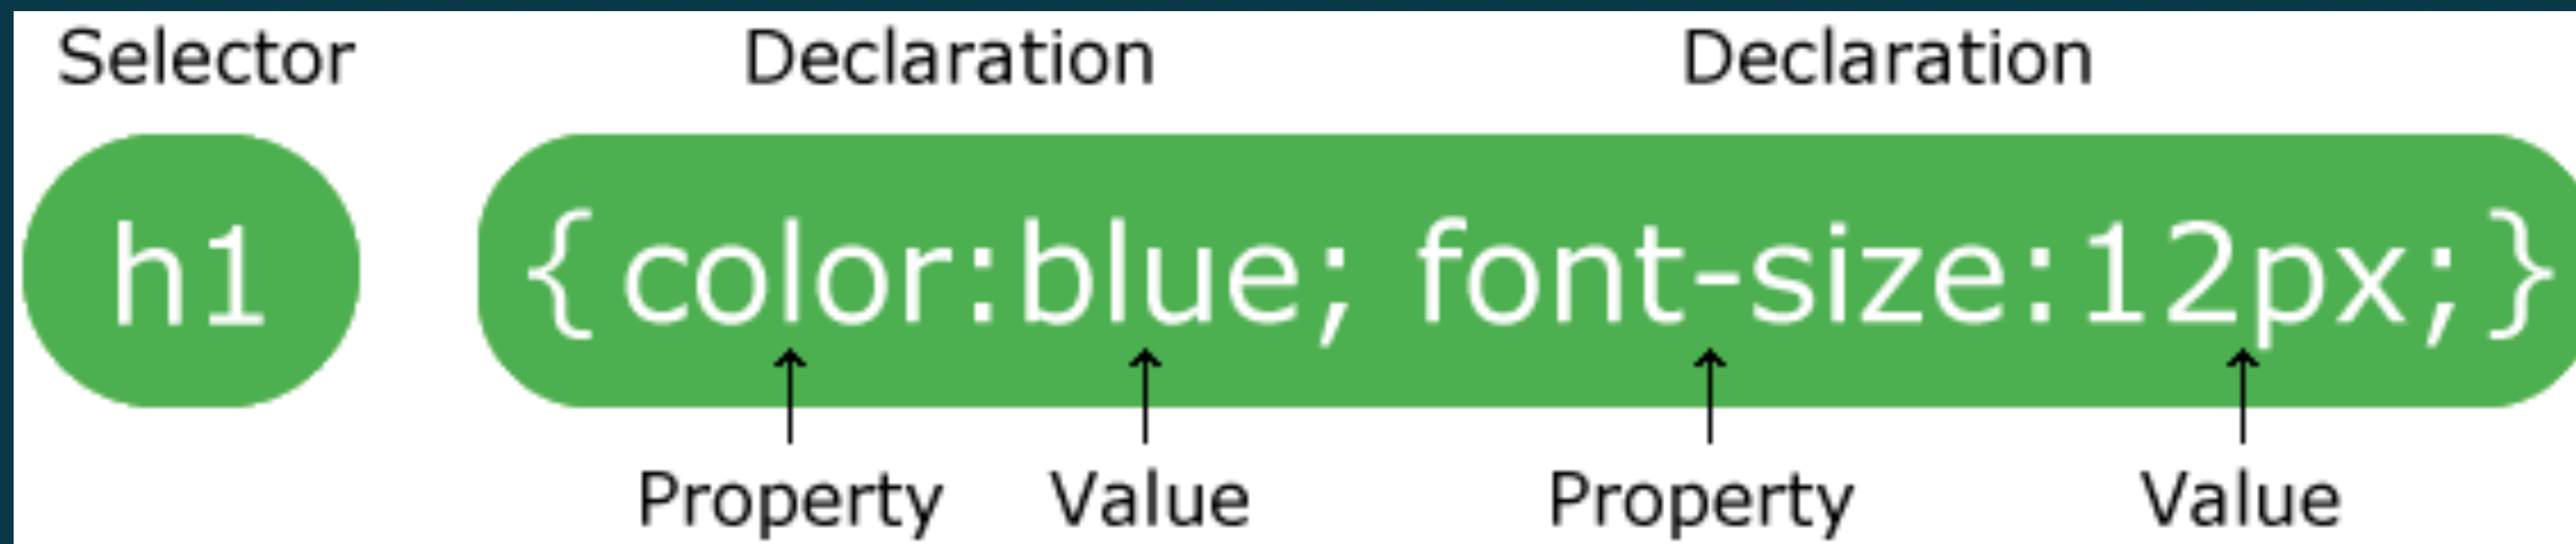 Selector Declaration Declaration
h1 {color:blue; font-size:12px;}
Property Value Property Value